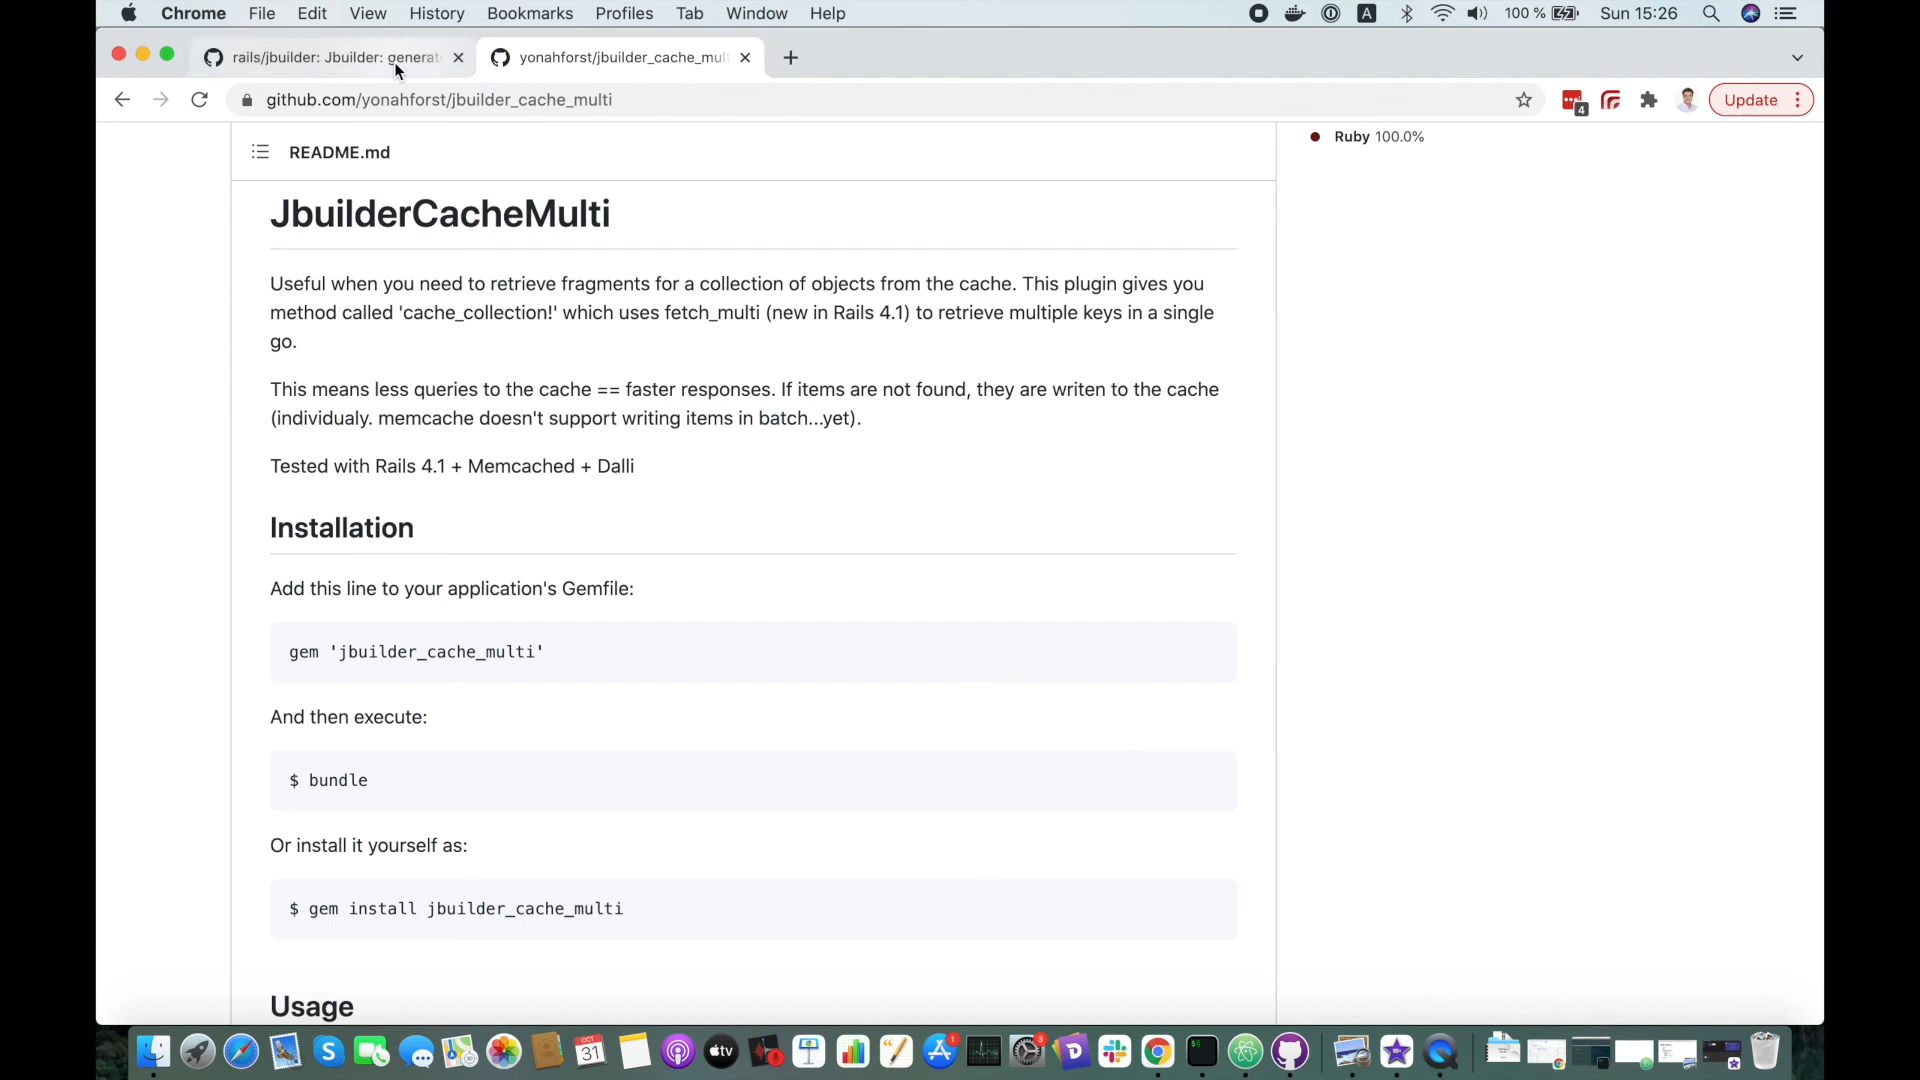 Chrome File Edit View History Bookmarks Profiles Tab Window Help
A 100 % Sun 15:26
rails/jbuilder: Jbuilder: generat
yonahforst/jbuilder_cache_mul
github.com/yonahforst/jbuilder_cache_multi
4
Update
Ruby 100.0%
README.md
JbuilderCacheMulti
Useful when you need to retrieve fragments for a collection of objects from the cache. This plugin gives you
method called 'cache_collection!' which uses fetch_multi (new in Rails 4.1) to retrieve multiple keys in a single
go.
This means less queries to the cache == faster responses. If items are not found, they are writen to the cache
(individualy. memcache doesn't support writing items in batch...yet).
Tested with Rails 4.1 + Memcached + Dalli
Installation
Add this line to your application's Gemfile:
gem 'jbuilder_cache_multi'
And then execute:
$ bundle
Or install it yourself as:
$ gem install jbuilder_cache_multi
Usage
OCT
31
tv
1
3